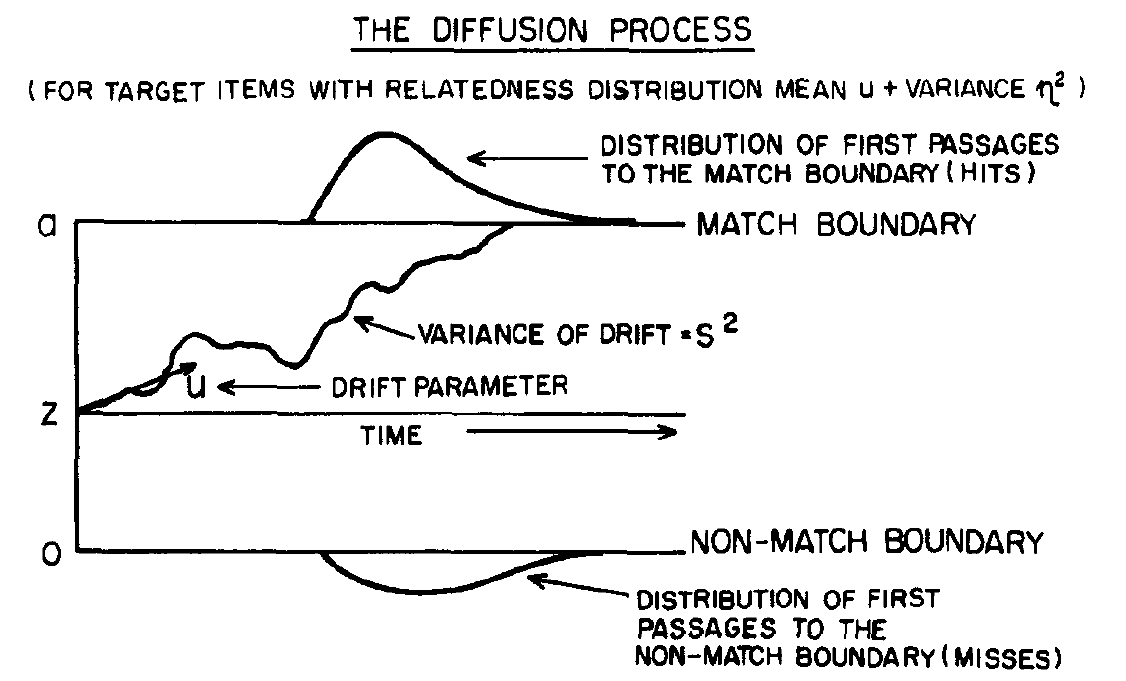 THE DIFFUSION PROCESS
(FOR TARGET ITEMS WITH RELATEDNESS DISTRIBUTION MEAN u + VARIANCE η²)
DISTRIBUTION OF FIRST PASSAGES
TO THE MATCH BOUNDARY (HITS)
a
MATCH BOUNDARY
VARIANCE OF DRIFT = S²
u
DRIFT PARAMETER
Z
TIME
O
NON-MATCH BOUNDARY
DISTRIBUTION OF FIRST
PASSAGES TO THE
NON-MATCH BOUNDARY (MISSES)